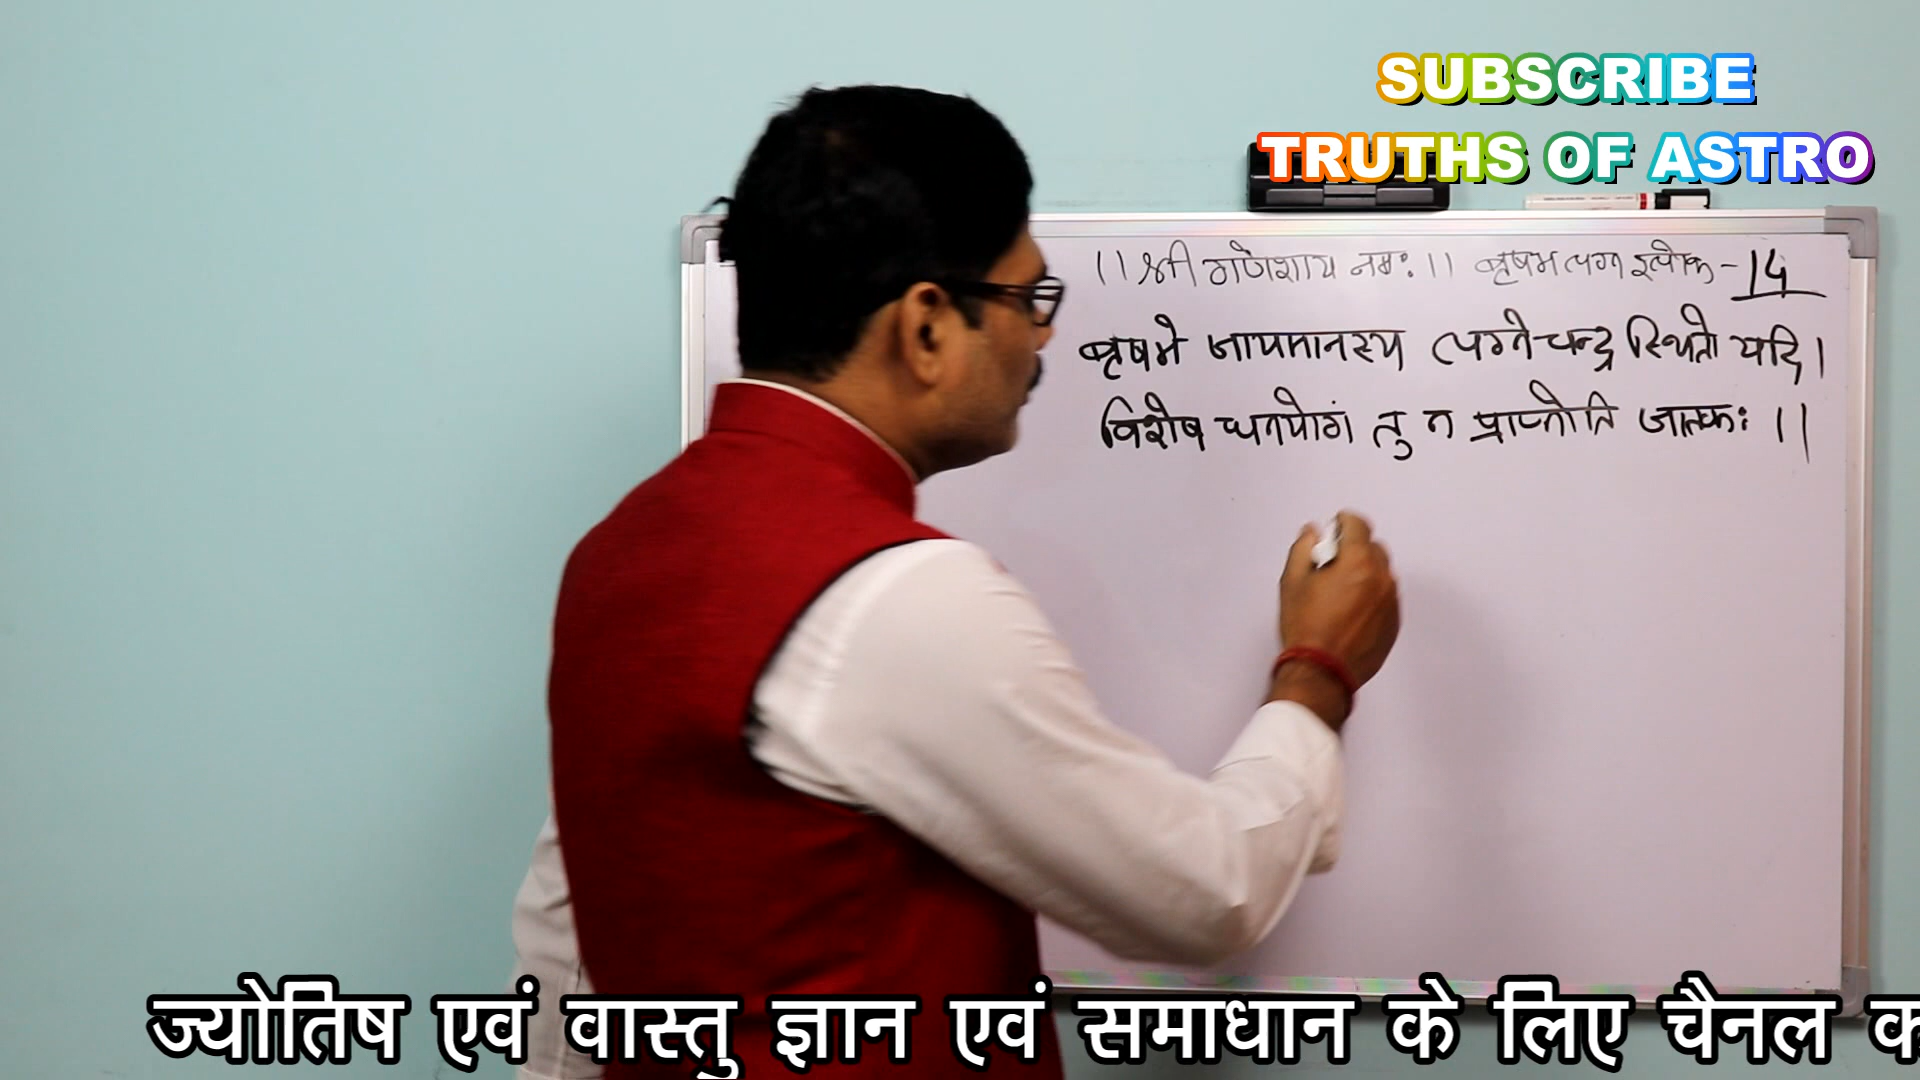 SUBSCRIBE
TRUTHS OF ASTRO
।। श्री गणेशाय नमः ।। बृषभ लग्न श्लोक - 14
बृषभे जायमानस्य लग्ने चन्द्र स्थितो यदि ।
विशेष धनयोगं तु न प्राप्नोति जातकः ।।
ज्योतिष एवं वास्तु ज्ञान एवं समाधान के लिए चैनल